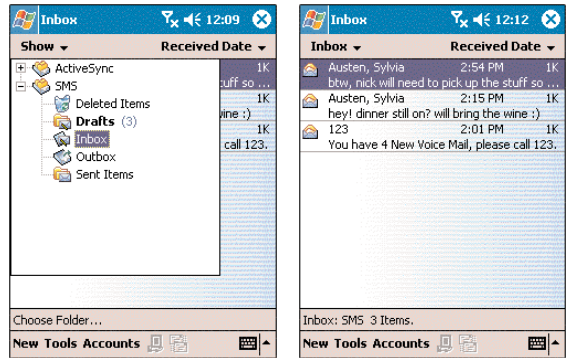 Inbox 12:09
Show Received Date
ActiveSync 1K
SMS tuff so ...
Deleted Items 1K
Drafts (3) vine :)
Inbox 1K
call 123.
Outbox
Sent Items
Choose Folder...
New Tools Accounts
Inbox 12:12
Inbox Received Date
Austen, Sylvia 2:54 PM 1K
btw, nick will need to pick up the stuff so ...
Austen, Sylvia 2:15 PM 1K
hey! dinner still on? will bring the wine :)
123 2:01 PM 1K
You have 4 New Voice Mail, please call 123.
Inbox: SMS 3 Items.
New Tools Accounts